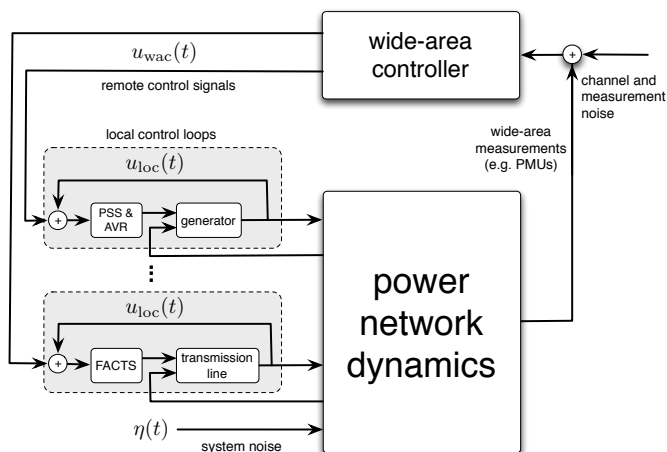 wide-area
controller
u_wac(t)
remote control signals
+
channel and
measurement
noise
wide-area
measurements
(e.g. PMUs)
local control loops
u_loc(t)
+
PSS &
AVR
generator
power
network
dynamics
u_loc(t)
+
FACTS
transmission
line
η(t)
system noise